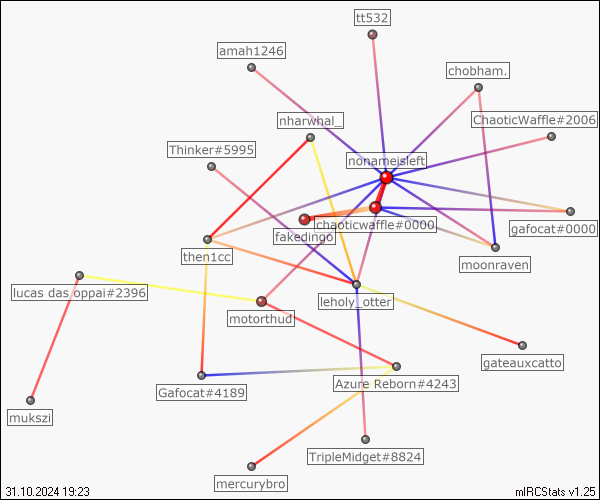 tt532
amah1246
chobham.
ChaoticWaffle#2006
nharwhal_
Thinker#5995
nonamejsleft
chaoticwaffle#0000
gafocat#0000
fakedingo
then1cc
moonraven
lucas das oppai#2396
leholy_otter
motorthud
gateauxcatto
Azure Reborn#4243
Gafocat#4189
mukszi
TripleMidget#8824
mercurybro
31.10.2024 19:23
mIRCStats v1.25